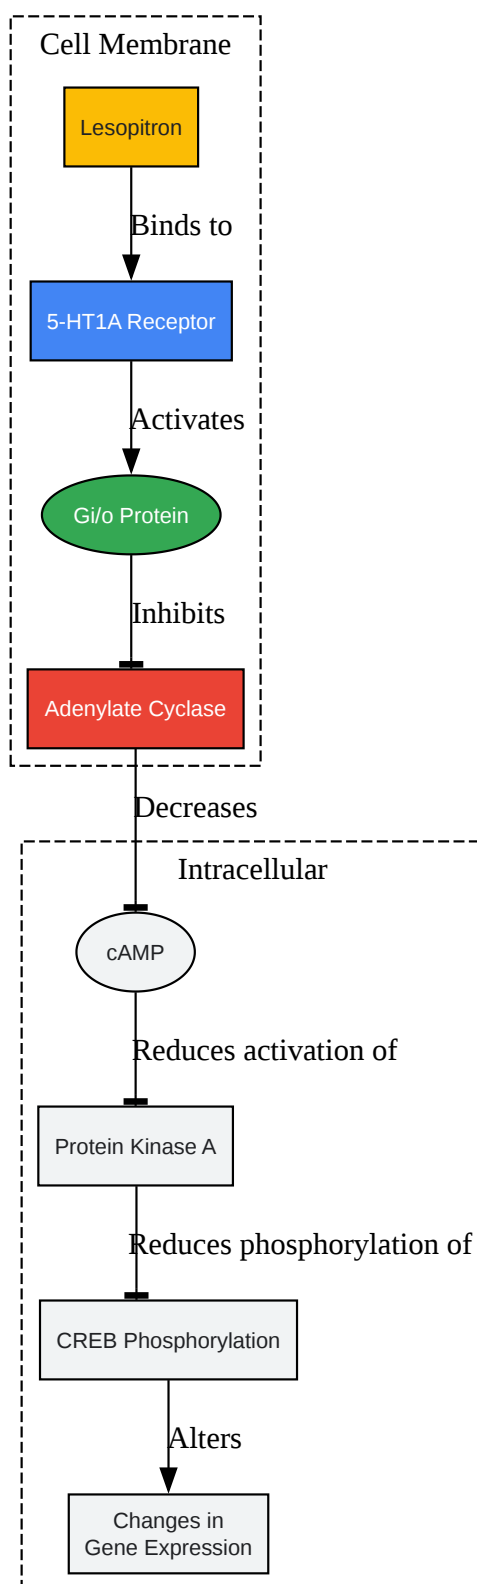 Cell Membrane
Lesopitron
Binds to
5-HT1A Receptor
Activates
Gi/o Protein
Inhibits
Adenylate Cyclase
Decreases
Intracellular
cAMP
Reduces activation of
Protein Kinase A
Reduces phosphorylation of
CREB Phosphorylation
Alters
Changes in
Gene Expression